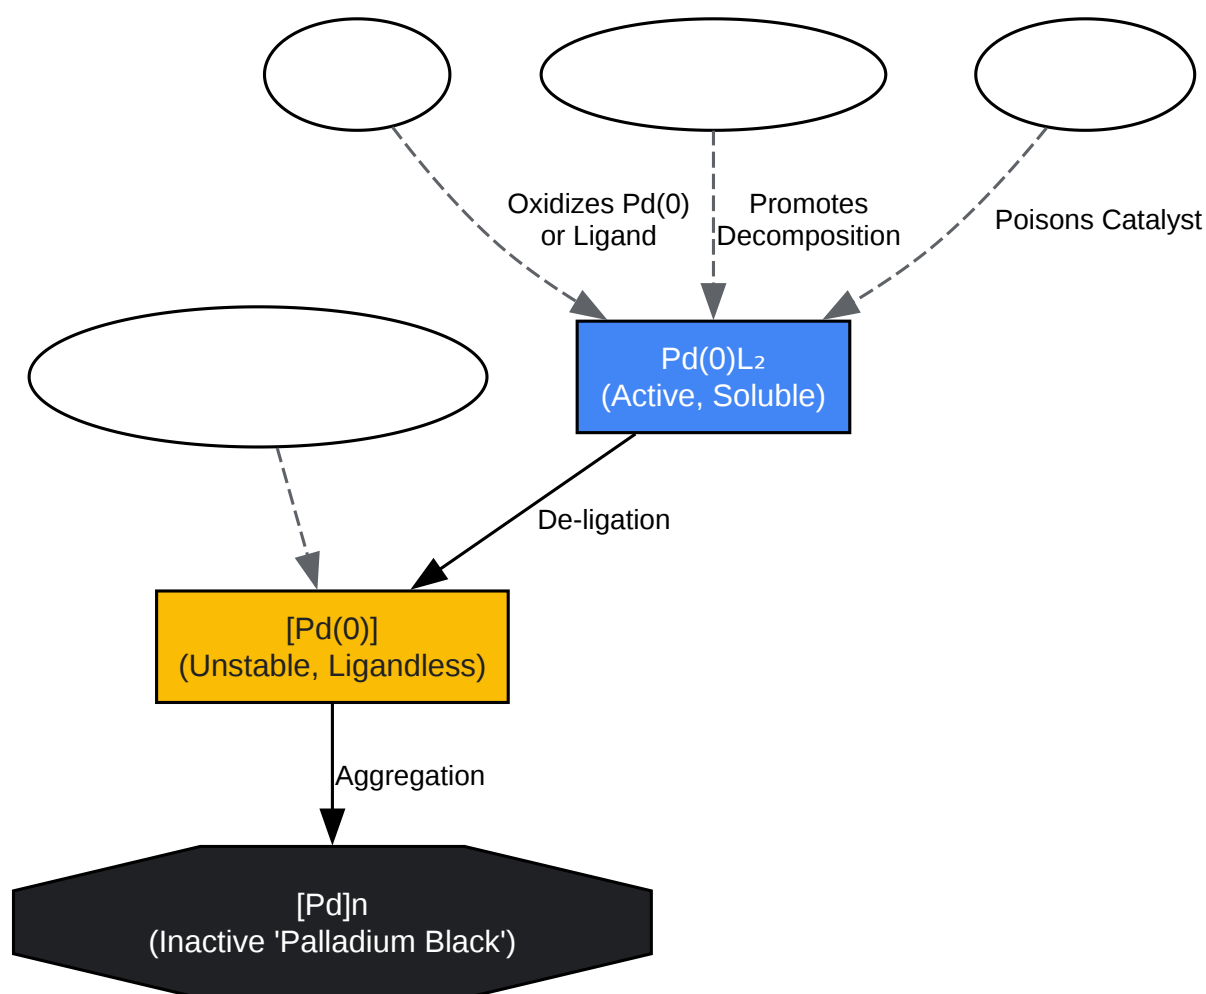 Oxidizes Pd(0)
or Ligand
Promotes
Decomposition
Poisons Catalyst
Pd(0)L₂
(Active, Soluble)
De-ligation
[Pd(0)]
(Unstable, Ligandless)
Aggregation
[Pd]n
(Inactive 'Palladium Black')